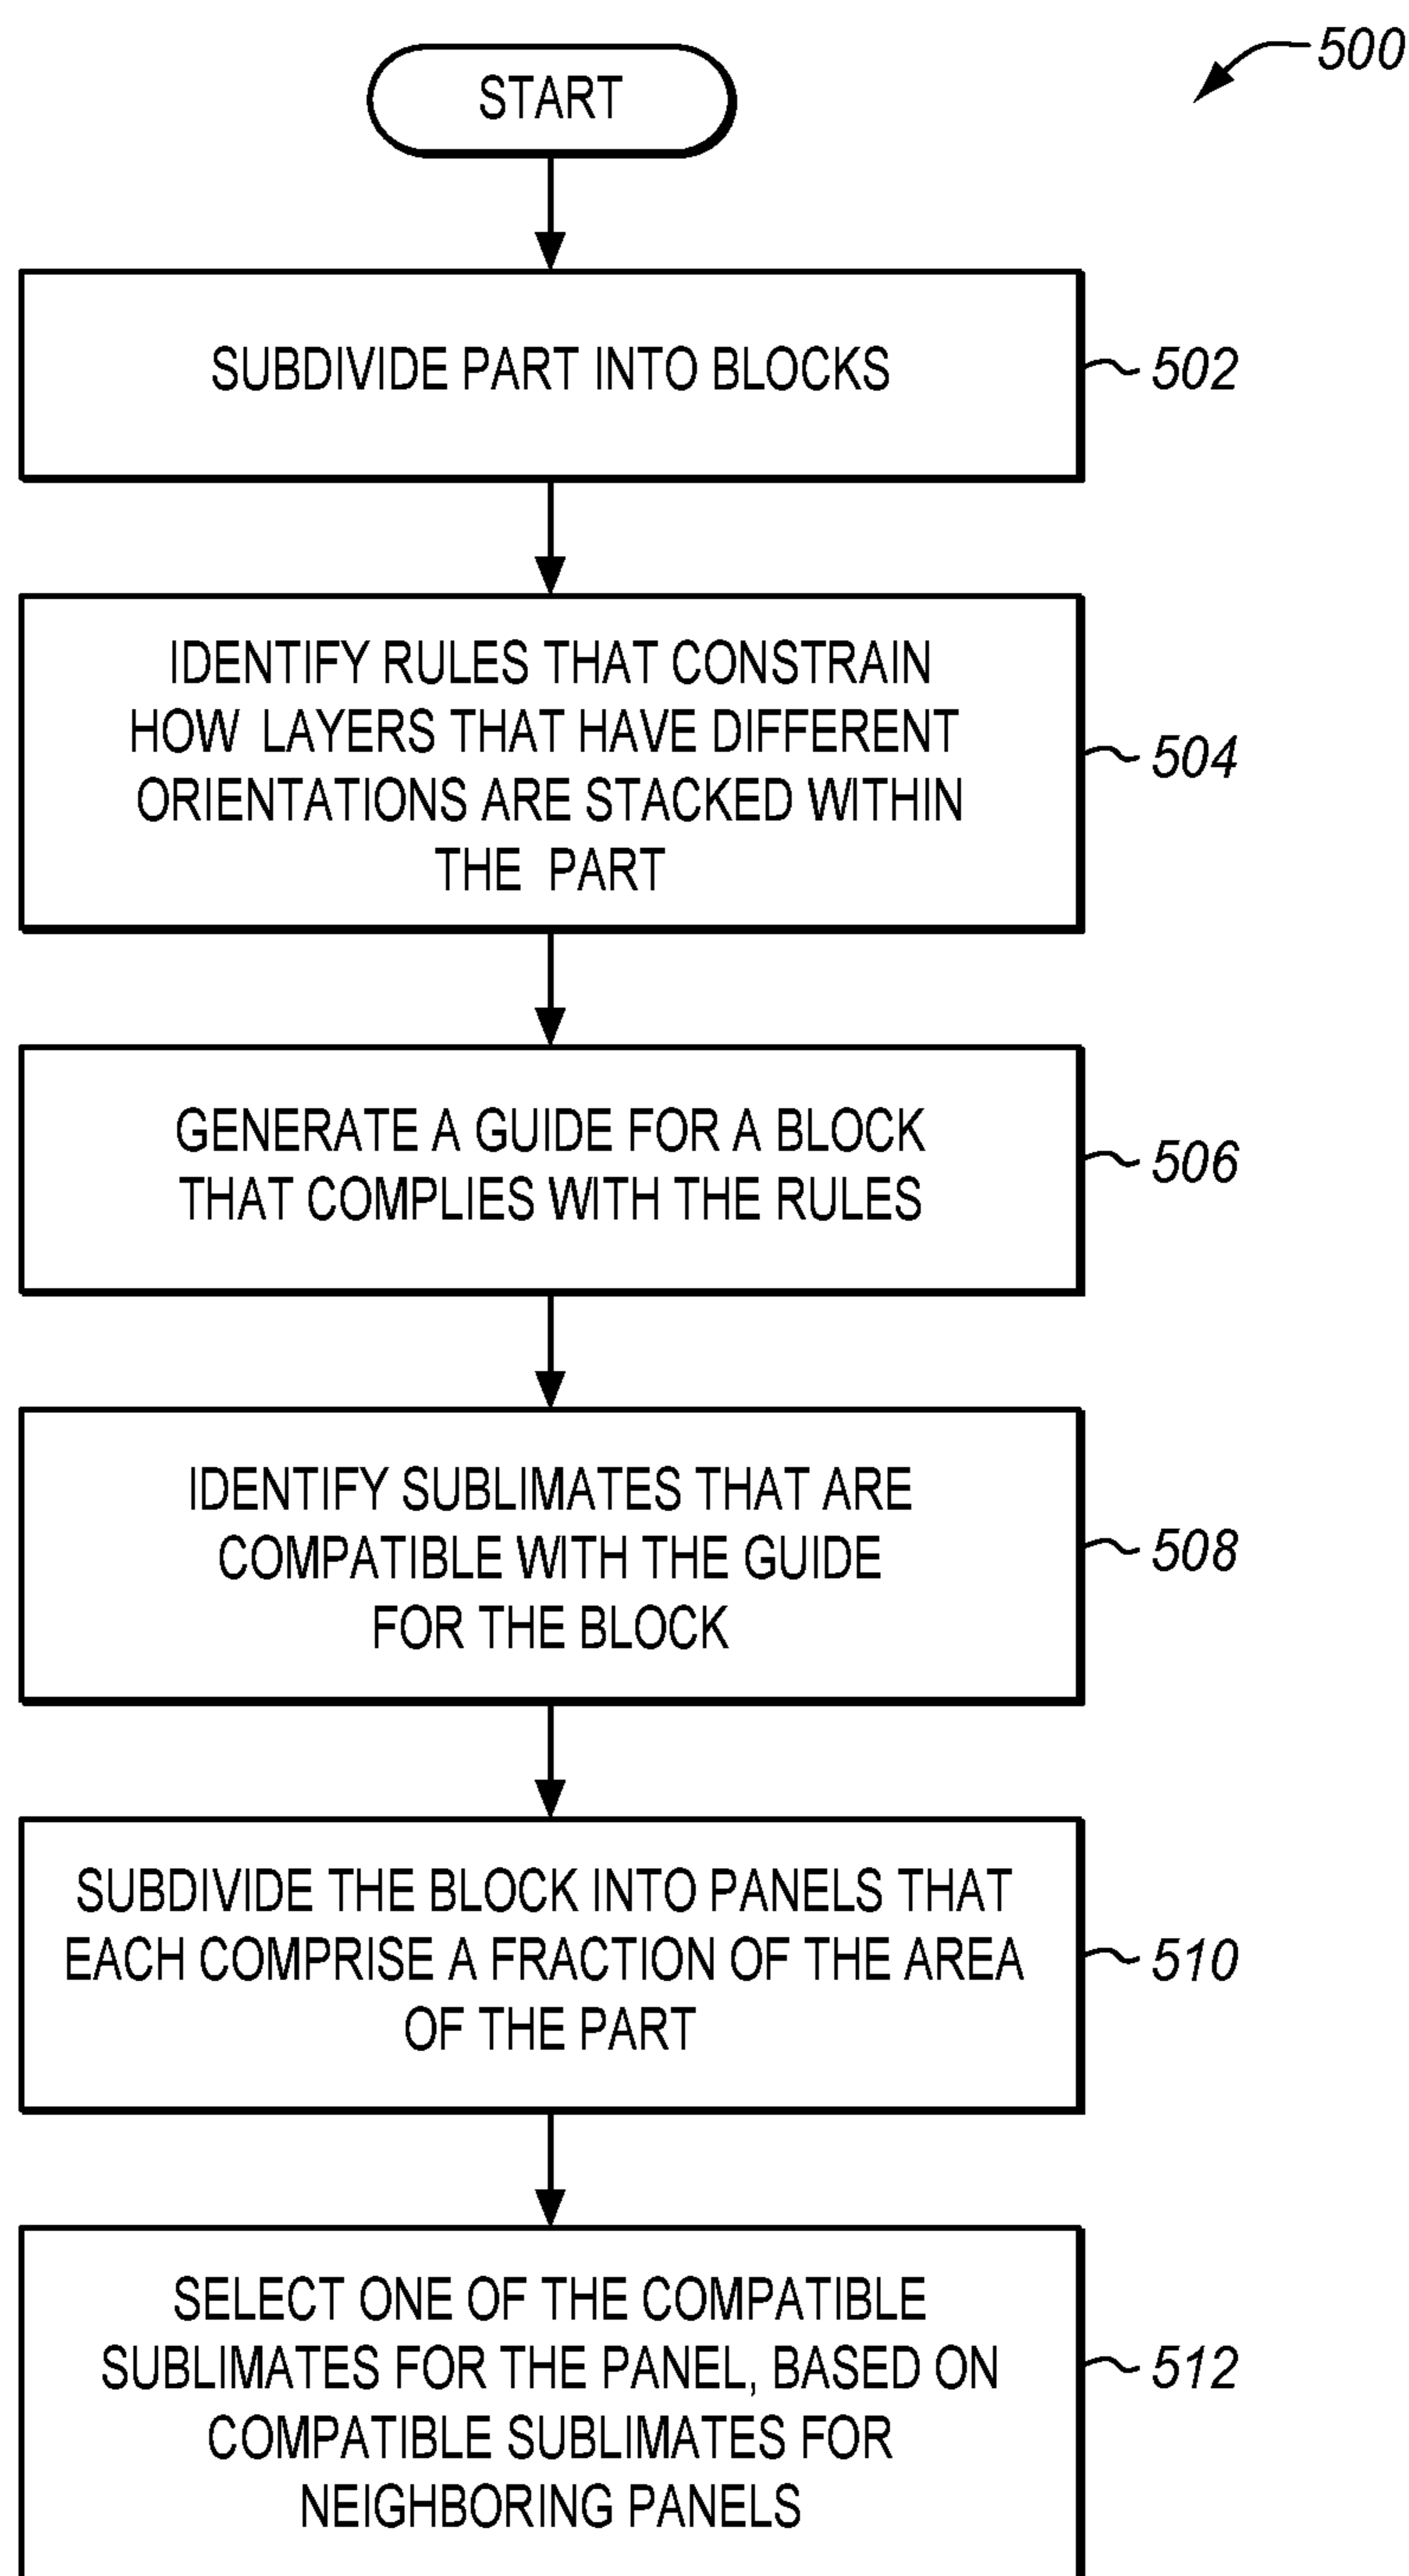 500
START
SUBDIVIDE PART INTO BLOCKS
502
IDENTIFY RULES THAT CONSTRAIN
HOW LAYERS THAT HAVE DIFFERENT
ORIENTATIONS ARE STACKED WITHIN
THE PART
504
GENERATE A GUIDE FOR A BLOCK
THAT COMPLIES WITH THE RULES
506
IDENTIFY SUBLIMATES THAT ARE
COMPATIBLE WITH THE GUIDE
FOR THE BLOCK
508
SUBDIVIDE THE BLOCK INTO PANELS THAT
EACH COMPRISE A FRACTION OF THE AREA
OF THE PART
510
SELECT ONE OF THE COMPATIBLE
SUBLIMATES FOR THE PANEL, BASED ON
COMPATIBLE SUBLIMATES FOR
NEIGHBORING PANELS
512